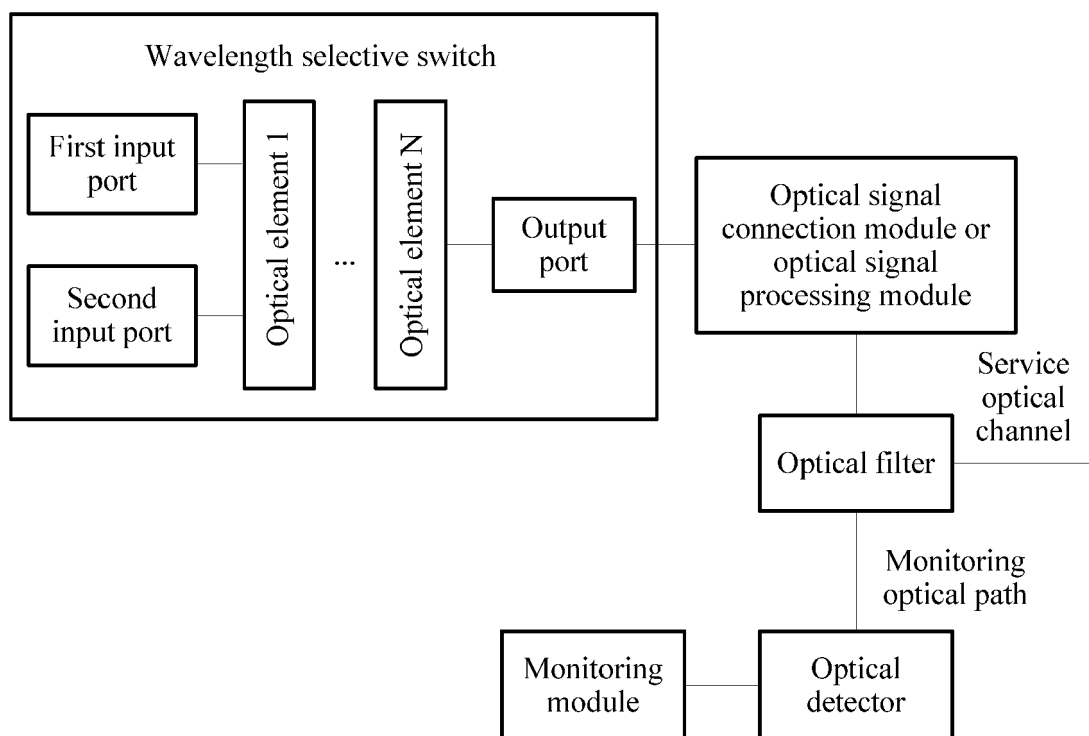 Wavelength selective switch
First input
port
Second
input port
Optical element 1
...
Optical element N
Output
port
Optical signal
connection module or
optical signal
processing module
Service
optical
channel
Optical filter
Monitoring
optical path
Monitoring
module
Optical
detector